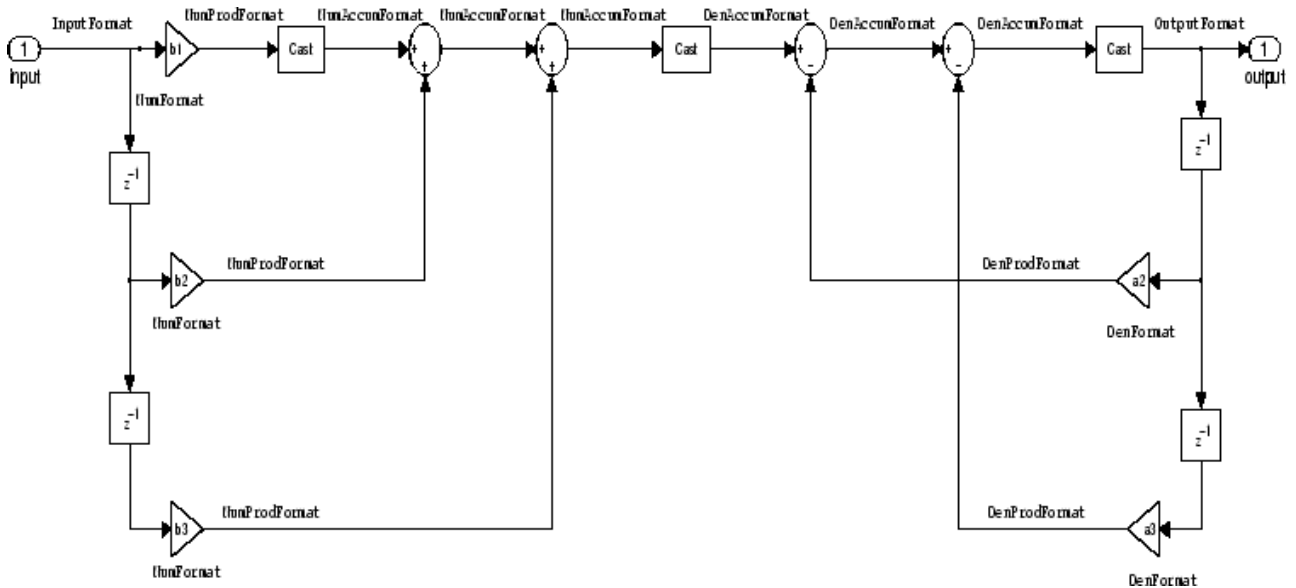 InputFormat NumProdFormat NumAccumFormat NumAccumFormat NumAccumFormat DenAccumFormat DenAccumFormat DenAccumFormat OutputFormat
1 b1 Cast + + + + Cast + - + - Cast 1
input output
NumFormat
z⁻¹ z⁻¹
NumProdFormat DenProdFormat
b2 a2
NumFormat DenFormat
z⁻¹ z⁻¹
NumProdFormat DenProdFormat
b3 a3
NumFormat DenFormat